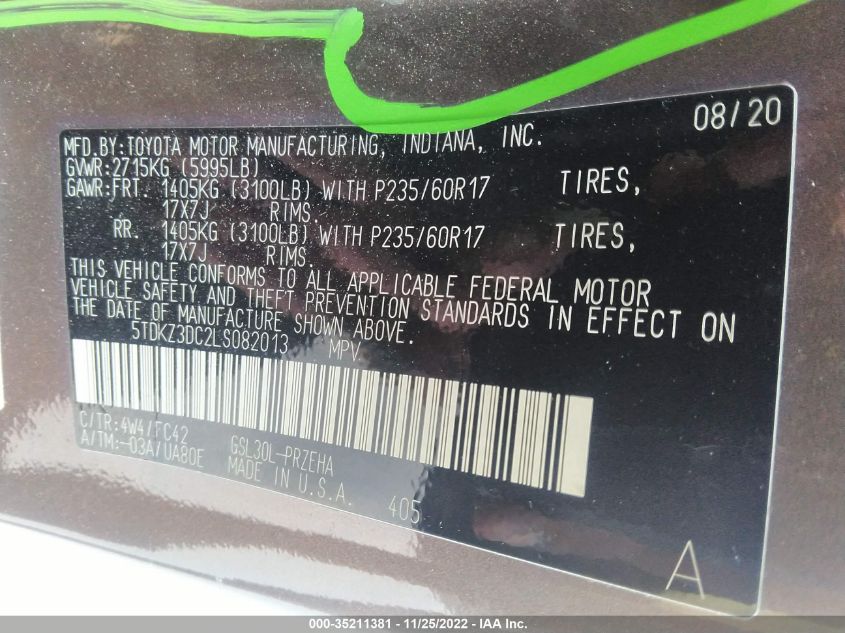 08/20
MFD.BY:TOYOTA MOTOR MANUFACTURING, INDIANA, INC.
GVWR:2715KG (5995LB)
GAWR:FRT. 1405KG (3100LB) WITH P235/60R17 TIRES,
17X7J RIMS.
RR. 1405KG (3100LB) WITH P235/60R17 TIRES,
17X7J RIMS
THIS VEHICLE CONFORMS TO ALL APPLICABLE FEDERAL MOTOR
VEHICLE SAFETY AND THEFT PREVENTION STANDARDS IN EFFECT ON
THE DATE OF MANUFACTURE SHOWN ABOVE.
5TDKZ3DC2LS082013 MPV
C/TR:4W4/FC42
A/TM:-03A/UA80E GSL30L-PRZEHA
MADE IN U.S.A. 405
A
000-35211381 - 11/25/2022 - IAA Inc.